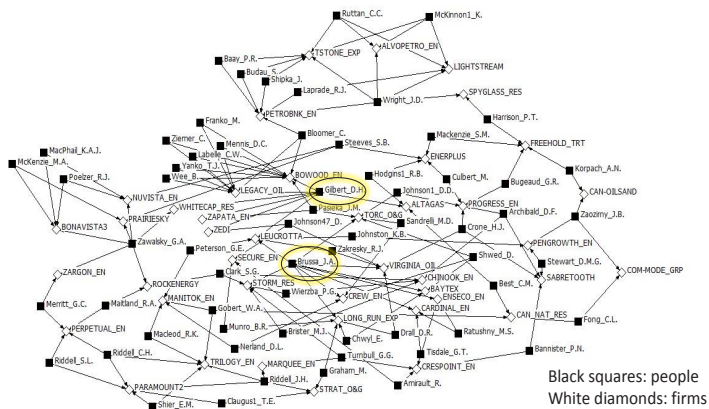 Ruttan_C.C.
McKinnon1_K.
TSTONE_EXP
ALVOPETRO_EN
Baay_P.R.
Budau_S.
LIGHTSTREAM
Shipka_J.
Laprade_R.J.
SPYGLASS_RES
Wright_J.D.
PETROBNK_EN
Harrison_P.T.
Franko_M.
Bloomer_C.
Steeves_S.B.
Mackenzie_S.M.
FREEHOLD_TRT
Ziemer_C.
Mennis_D.C.
MacPhail_K.A.J.
Labelle_C.W.
ENERPLUS
McKenzie_M.A.
Yanko_T.J.
Poelzer_R.J.
Wee_B.
BOWOOD_EN
Hodgins1_R.B.
Culbert_M.
Korpach_A.N.
Bugeaud_G.R.
NUVISTA_EN
LEGACY_OIL
Gilbert_D.H.
Johnson1_D.D.
CAN-OILSAND
WHITECAP_RES
Pasieka_J.M.
ALTAGAS
PROGRESS_EN
PRAIRIESKY
ZAPATA_EN
TORC_O&G
Archibald_D.F.
Zaozirny_J.B.
BONAVISTA3
Johnson47_D.
Sandrelli_M.D.
ZEDI
Crone_H.J.
Zawalsky_G.A.
Peterson_G.E.
LEUCROTTA
Johnston_K.B.
PENGROWTH_EN
Zakresky_R.J.
Shwed_D.
Stewart_D.M.G.
ZARGON_EN
SECURE_EN
Brussa_J.A.
VIRGINIA_OIL
SABRETOOTH
COM-MODE_GRP
ROCKENERGY
Clark_S.G.
CHINOOK_EN
STORM_RES
BAYTEX
Best_C.M.
Merritt_G.C.
Maitland_R.A.
MANITOK_EN
Wierzba_P.G.
CREW_EN
ENSECO_EN
Gobert_W.A.
CARDINAL_EN
CAN_NAT_RES
Fong_C.L.
PERPETUAL_EN
Macleod_R.K.
Munro_B.R.
Brister_M.J.
LONG_RUN_EXP
Drall_D.R.
Ratushny_M.S.
Nerland_D.L.
Chwyl_E.
Riddell_S.L.
Riddell_C.H.
Turnbull_G.G.
Tisdale_G.T.
Bannister_P.N.
TRILOGY_EN
MARQUEE_EN
CRESPOINT_EN
Graham_M.
PARAMOUNT2
Riddell_J.H.
STRAT_O&G
Amirault_R.
Claugus1_T.E.
Shier_E.M.
Black squares: people
White diamonds: firms